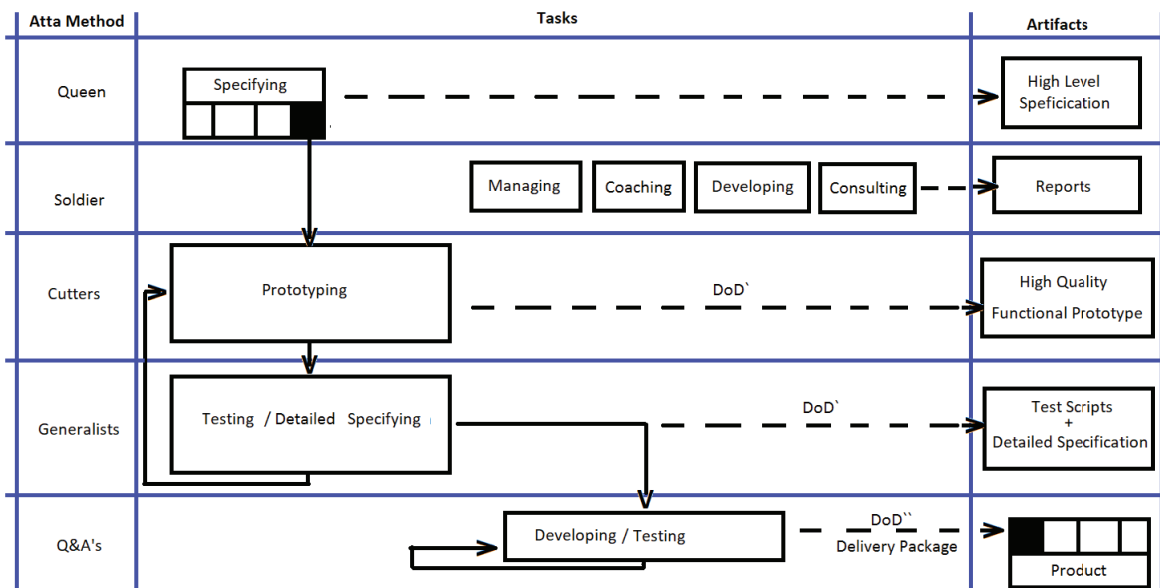 Atta Method
Tasks
Artifacts
Queen
Specifying
High Level
Speficication
Soldier
Managing
Coaching
Developing
Consulting
Reports
Cutters
Prototyping
DoD`
High Quality
Functional Prototype
Generalists
Testing / Detailed Specifying
DoD`
Test Scripts
+
Detailed Specification
Q&A's
Developing / Testing
DoD``
Delivery Package
Product